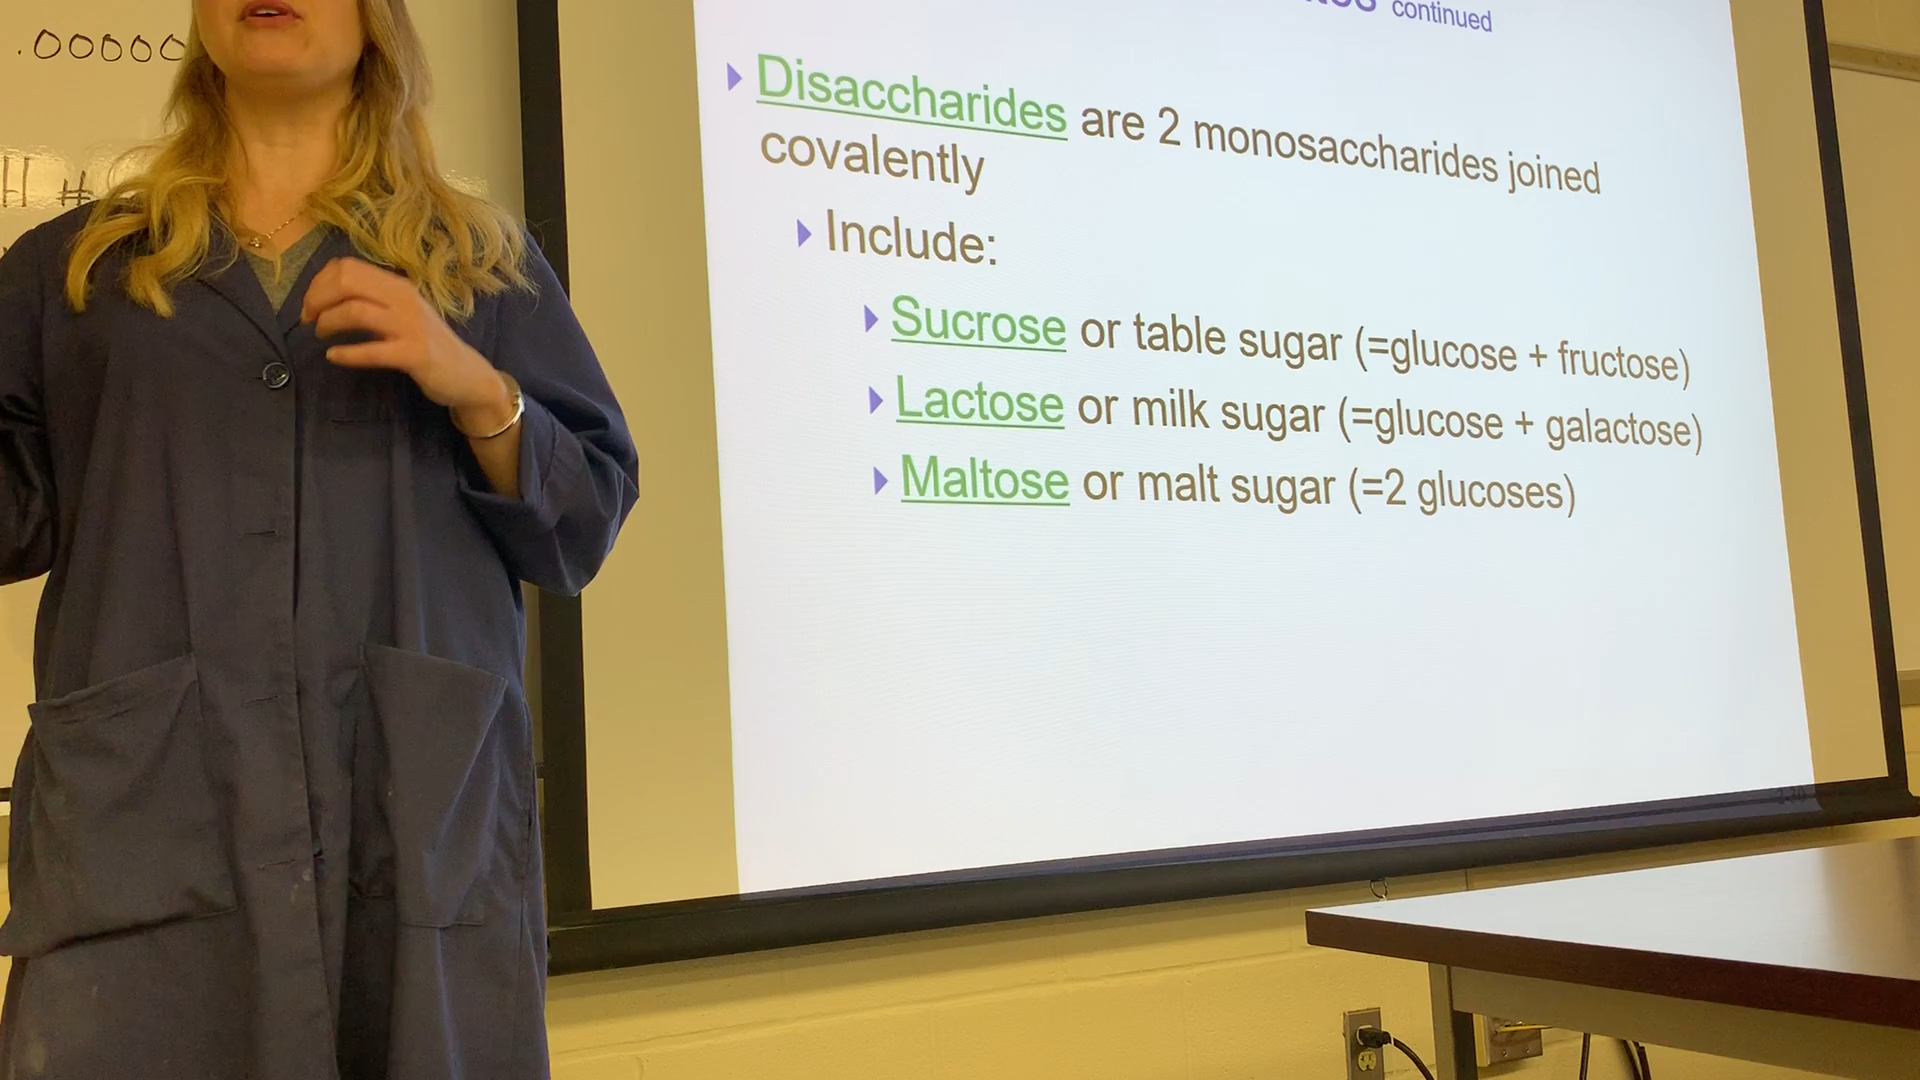 continued
Disaccharides are 2 monosaccharides joined
covalently
Include:
Sucrose or table sugar (=glucose + fructose)
Lactose or milk sugar (=glucose + galactose)
Maltose or malt sugar (=2 glucoses)
.00000
#